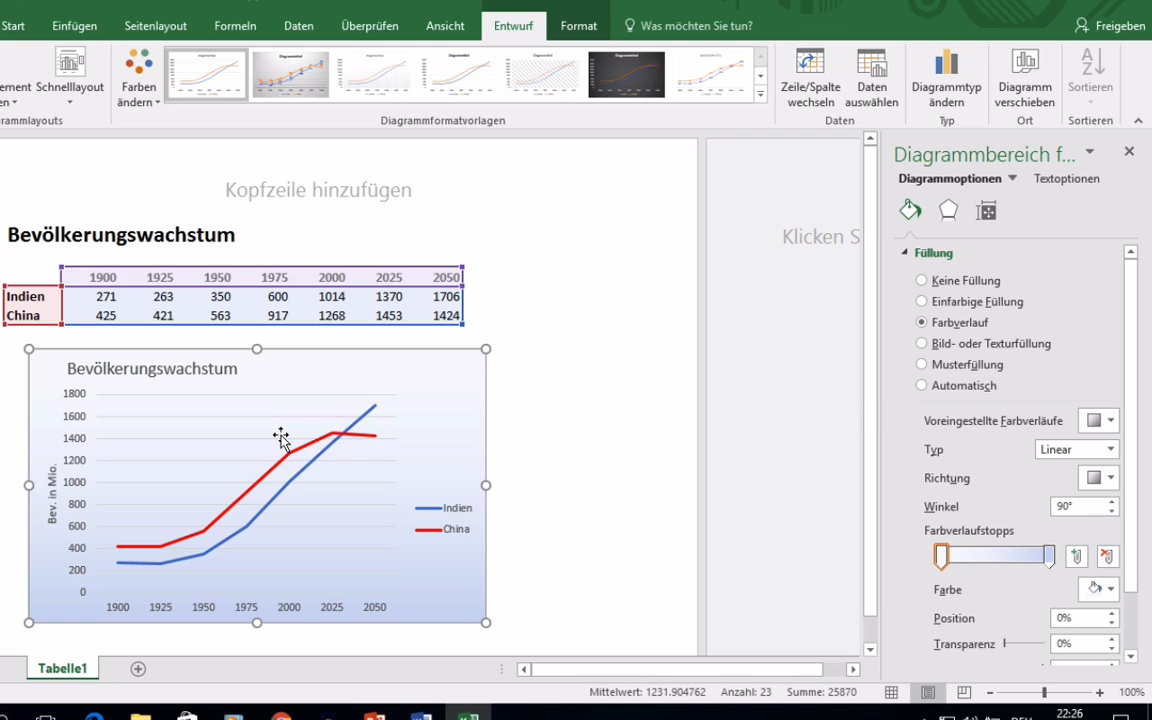 Start Einfügen Seitenlayout Formeln Daten Überprüfen Ansicht Entwurf Format Was möchten Sie tun? Freigeben
ement Schnelllayout Farben ändern Zeile/Spalte wechseln Daten auswählen Diagrammtyp ändern Diagramm verschieben Sortieren
rammlayouts Diagrammformatvorlagen Daten Typ Ort Sortieren
Kopfzeile hinzufügen
Klicken S
Bevölkerungswachstum
1900 1925 1950 1975 2000 2025 2050
Indien 271 263 350 600 1014 1370 1706
China 425 421 563 917 1268 1453 1424
Bevölkerungswachstum
1800
1600
1400
1200
1000
800
600
400
200
0
Bev. in Mio.
1900 1925 1950 1975 2000 2025 2050
Indien
China
Diagrammbereich f...
Diagrammoptionen Textoptionen
Füllung
Keine Füllung
Einfarbige Füllung
Farbverlauf
Bild- oder Texturfüllung
Musterfüllung
Automatisch
Voreingestellte Farbverläufe
Typ Linear
Richtung
Winkel 90°
Farbverlaufstopps
Farbe
Position 0%
Transparenz 0%
Tabelle1
Mittelwert: 1231.904762 Anzahl: 23 Summe: 25870 100%
22:26